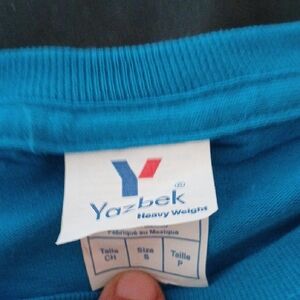 Yazbek®
Heavy Weight
Fabriqué au Mexique
Talla Size Taille
CH S P